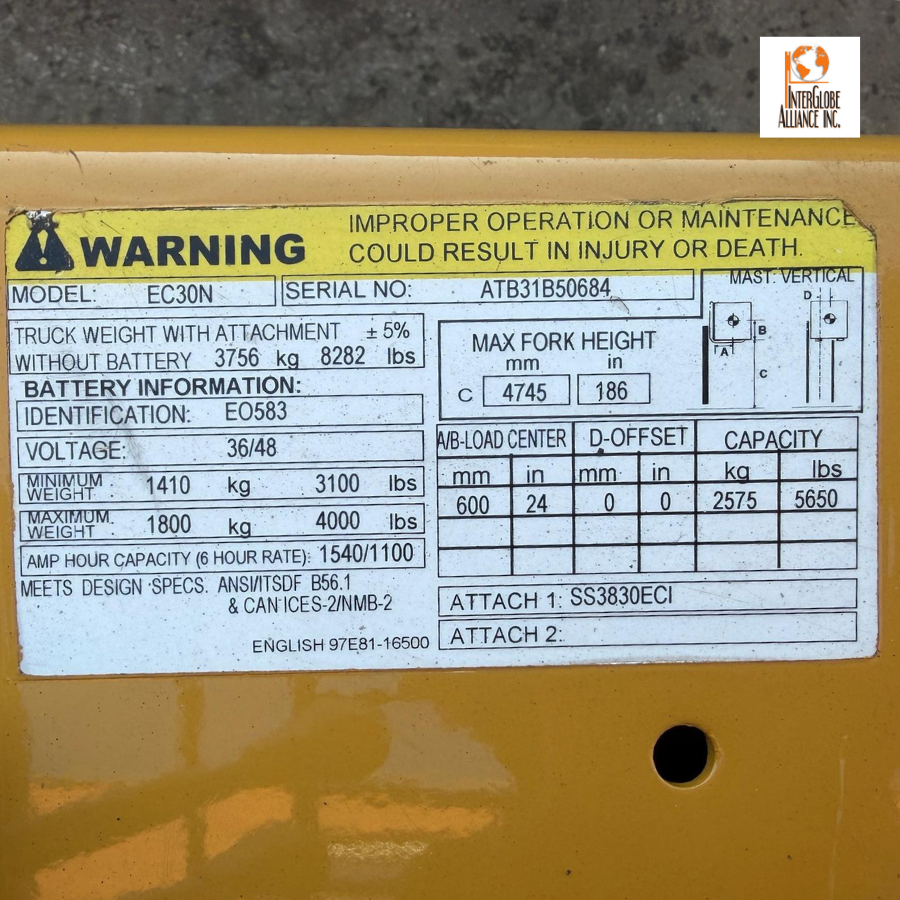 INTERGLOBE
ALLIANCE INC.
WARNING
IMPROPER OPERATION OR MAINTENANCE
COULD RESULT IN INJURY OR DEATH.
MODEL: EC30N
SERIAL NO: ATB31B50684
MAST: VERTICAL
D
B
A
C
TRUCK WEIGHT WITH ATTACHMENT ± 5%
WITHOUT BATTERY 3756 kg 8282 lbs
BATTERY INFORMATION:
IDENTIFICATION: EO583
VOLTAGE: 36/48
MINIMUM
WEIGHT : 1410 kg 3100 lbs
MAXIMUM
WEIGHT : 1800 kg 4000 lbs
AMP HOUR CAPACITY (6 HOUR RATE): 1540/1100
MEETS DESIGN SPECS. ANSI/ITSDF B56.1
& CAN ICES-2/NMB-2
ENGLISH 97E81-16500
MAX FORK HEIGHT
mm in
C 4745 186
A/B-LOAD CENTER D-OFFSET CAPACITY
mm in mm in kg lbs
600 24 0 0 2575 5650
ATTACH 1: SS3830ECI
ATTACH 2: